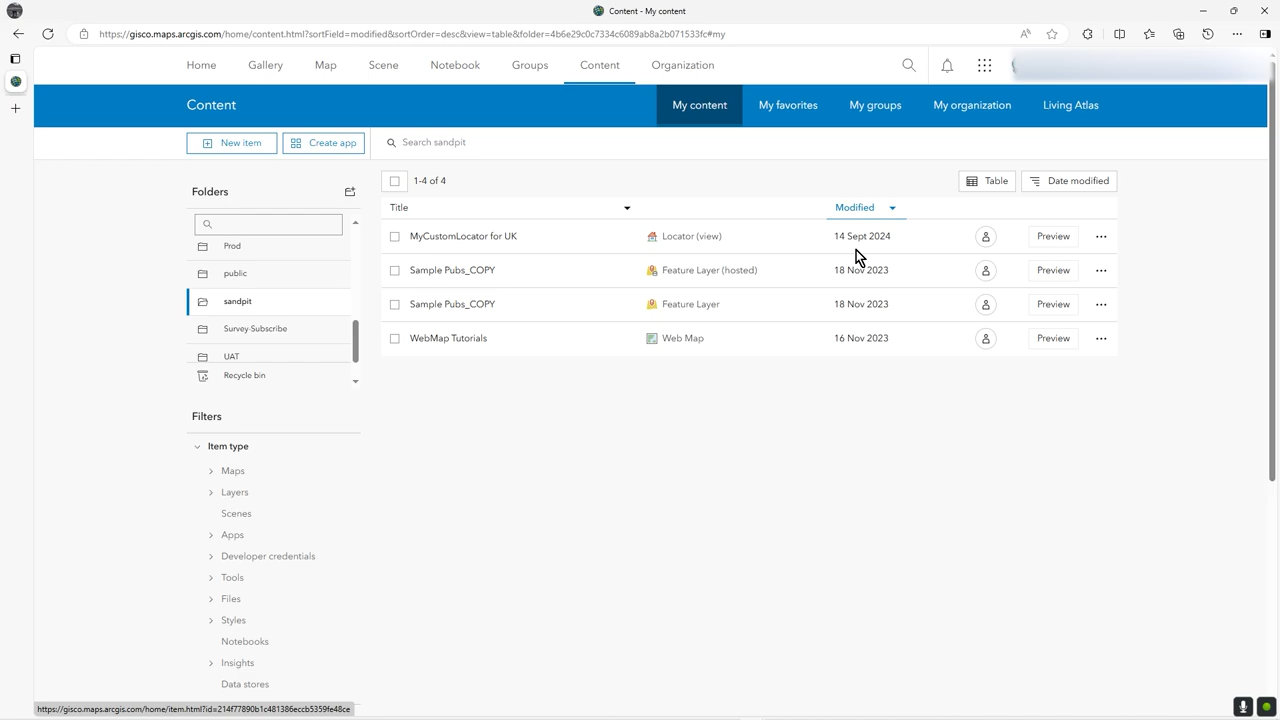 Content - My content
https://gisco.maps.arcgis.com/home/content.html?sortField=modified&sortOrder=desc&view=table&folder=4b6e29c0c7334c6089ab8a2b071533fc#my
Home Gallery Map Scene Notebook Groups Content Organization
Content My content My favorites My groups My organization Living Atlas
New item Create app Search sandpit
Folders 1-4 of 4 Table Date modified
Title Modified
Prod
public
sandpit
Survey-Subscribe
UAT
Recycle bin
MyCustomLocator for UK Locator (view) 14 Sept 2024 Preview
Sample Pubs_COPY Feature Layer (hosted) 18 Nov 2023 Preview
Sample Pubs_COPY Feature Layer 18 Nov 2023 Preview
WebMap Tutorials Web Map 16 Nov 2023 Preview
Filters
Item type
Maps
Layers
Scenes
Apps
Developer credentials
Tools
Files
Styles
Notebooks
Insights
Data stores
https://gisco.maps.arcgis.com/home/item.html?id=214f77890b1c481386eccb5359fe48ce